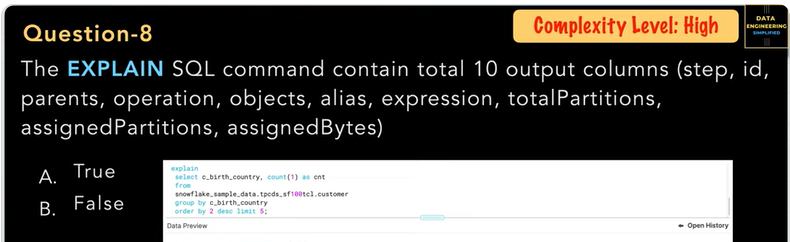 Question-8
Complexity Level: High
DATA
ENGINEERING
SIMPLIFIED
The EXPLAIN SQL command contain total 10 output columns (step, id,
parents, operation, objects, alias, expression, totalPartitions,
assignedPartitions, assignedBytes)
A. True
B. False
explain
select c_birth_country, count(1) as cnt
from
snowflake_sample_data.tpcds_sf100tcl.customer
group by c_birth_country
order by 2 desc limit 5;
Data Preview
Open History